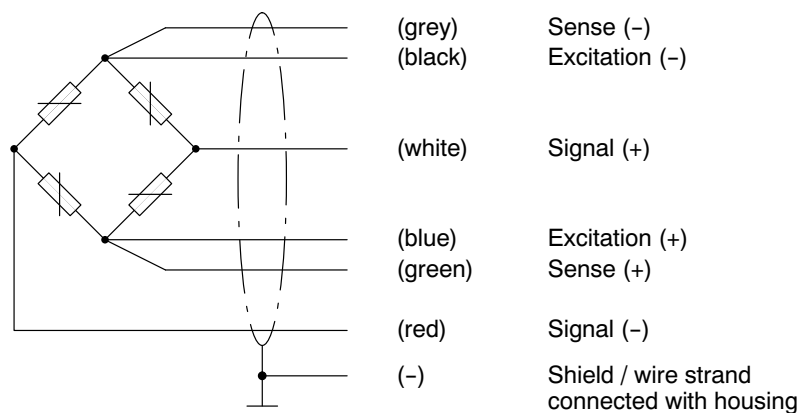 (grey) Sense (–)
(black) Excitation (–)
(white) Signal (+)
(blue) Excitation (+)
(green) Sense (+)
(red) Signal (–)
(–) Shield / wire strand
connected with housing